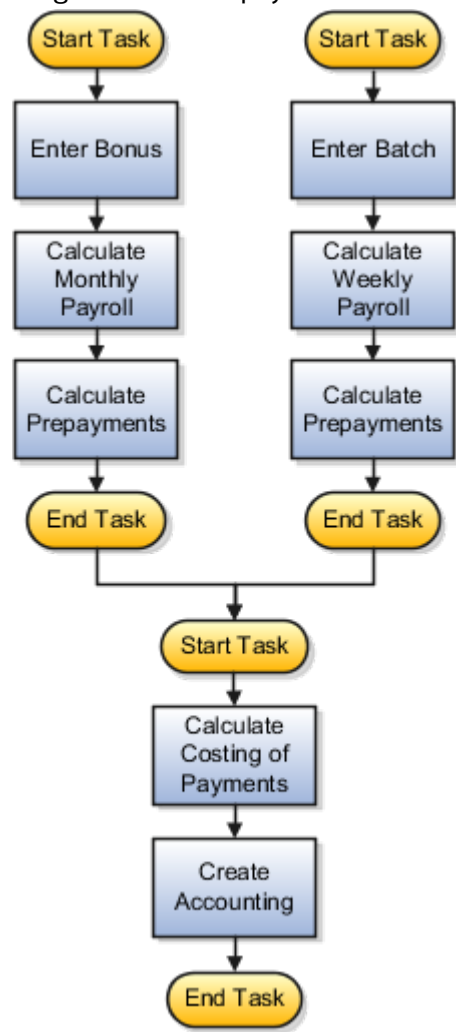 Start Task
Enter Bonus
Calculate
Monthly
Payroll
Calculate
Prepayments
End Task
Start Task
Enter Batch
Calculate
Weekly
Payroll
Calculate
Prepayments
End Task
Start Task
Calculate
Costing of
Payments
Create
Accounting
End Task